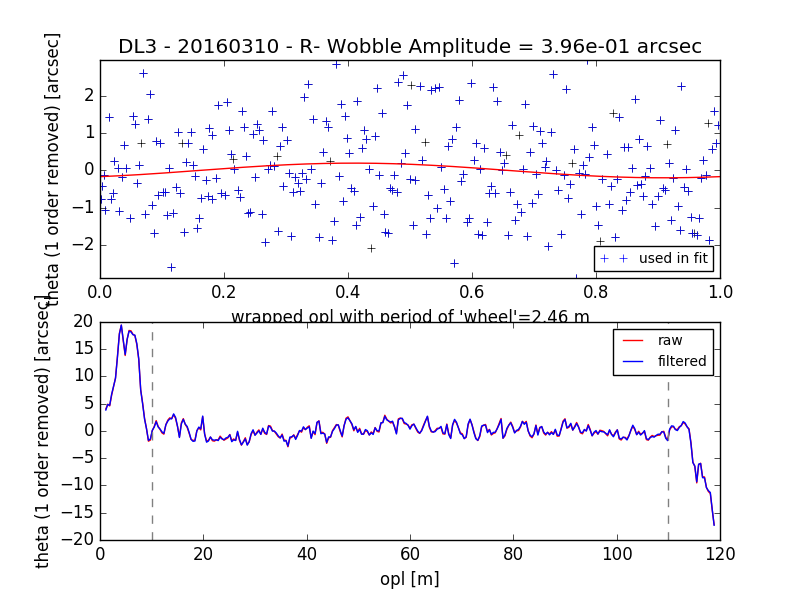 DL3 - 20160310 - R- Wobble Amplitude = 3.96e-01 arcsec
theta (1 order removed) [arcsec]
2
1
0
−1
−2
used in fit
0.0 0.2 0.4 0.6 0.8 1.0
wrapped opl with period of 'wheel'=2.46 m
theta (1 order removed) [arcsec]
20
15
10
5
0
−5
−10
−15
−20
raw
filtered
0 20 40 60 80 100 120
opl [m]